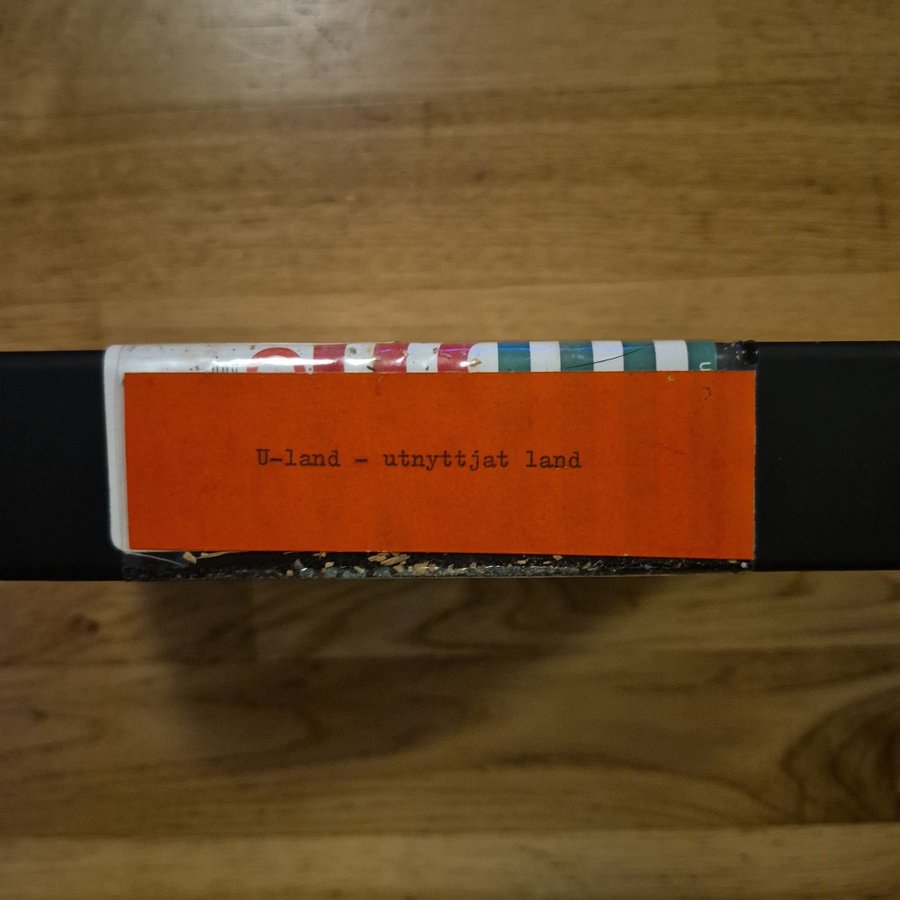 U-land - utnyttjat land